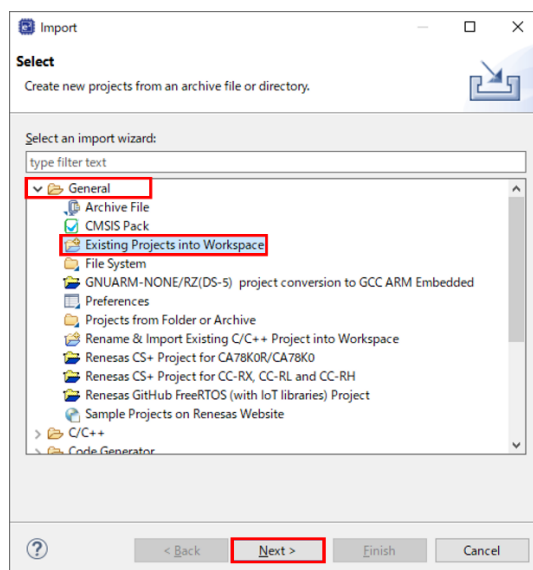 Import
Select
Create new projects from an archive file or directory.
Select an import wizard:
type filter text
General
Archive File
CMSIS Pack
Existing Projects into Workspace
File System
GNUARM-NONE/RZ(DS-5) project conversion to GCC ARM Embedded
Preferences
Projects from Folder or Archive
Rename & Import Existing C/C++ Project into Workspace
Renesas CS+ Project for CA78K0R/CA78K0
Renesas CS+ Project for CC-RX, CC-RL and CC-RH
Renesas GitHub FreeRTOS (with IoT libraries) Project
Sample Projects on Renesas Website
C/C++
Code Generator
? < Back Next > Finish Cancel